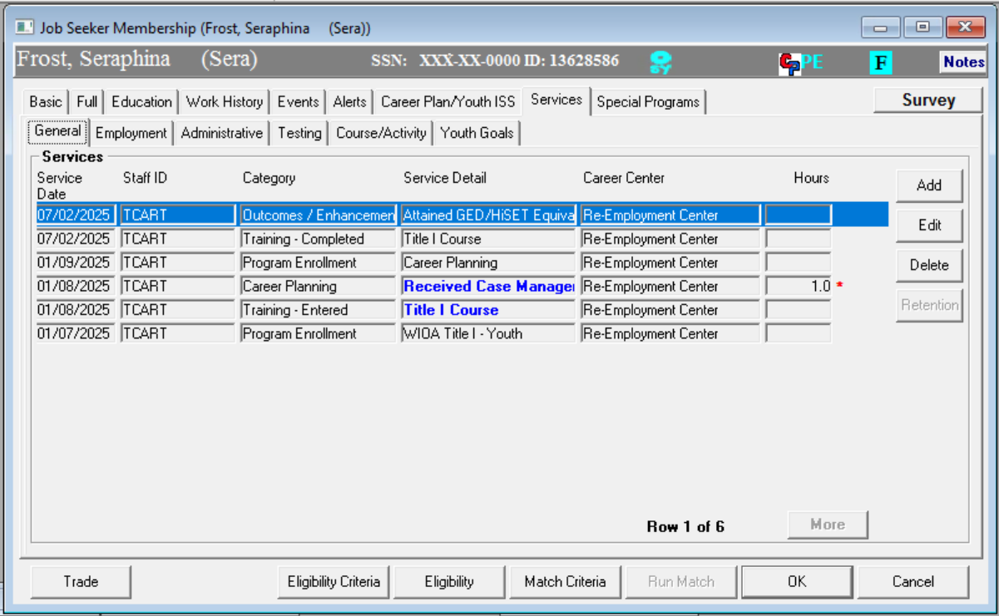 Job Seeker Membership (Frost, Seraphina (Sera))
Frost, Seraphina (Sera) SSN: XXX-XX-0000 ID: 13628586 SY CP PE F Notes
Basic Full Education Work History Events Alerts Career Plan/Youth ISS Services Special Programs Survey
General Employment Administrative Testing Course/Activity Youth Goals
Services
Service Date Staff ID Category Service Detail Career Center Hours
Add
07/02/2025 TCART Outcomes / Enhancemen Attained GED/HiSET Equiva Re-Employment Center
Edit
07/02/2025 TCART Training - Completed Title I Course Re-Employment Center
01/09/2025 TCART Program Enrollment Career Planning Re-Employment Center
Delete
01/08/2025 TCART Career Planning Received Case Manager Re-Employment Center 1.0 *
01/08/2025 TCART Training - Entered Title I Course Re-Employment Center
Retention
01/07/2025 TCART Program Enrollment WIOA Title I - Youth Re-Employment Center
Row 1 of 6 More
Trade Eligibility Criteria Eligibility Match Criteria Run Match OK Cancel